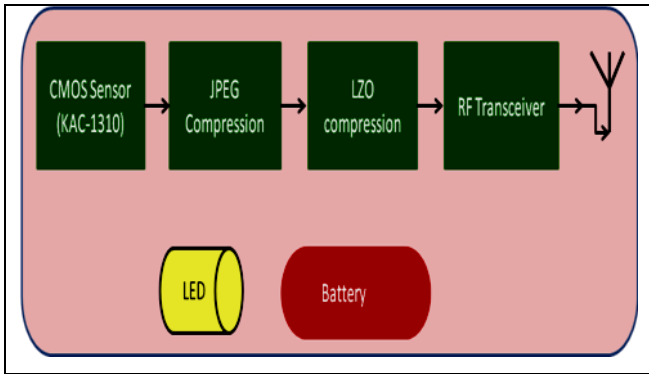 CMOS Sensor
(KAC-1310)
JPEG
Compression
LZO
compression
RF Transceiver
LED
Battery